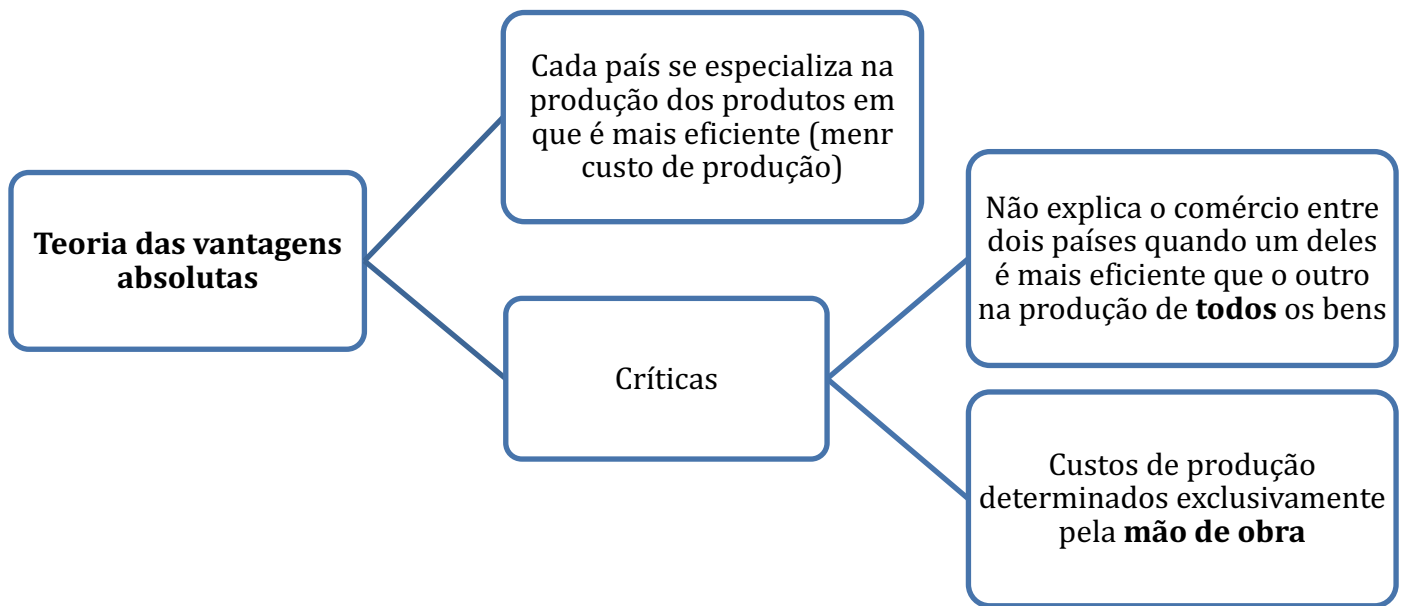 Cada país se especializa na
produção dos produtos em
que é mais eficiente (menr
custo de produção)
Teoria das vantagens
absolutas
Não explica o comércio entre
dois países quando um deles
é mais eficiente que o outro
na produção de todos os bens
Críticas
Custos de produção
determinados exclusivamente
pela mão de obra